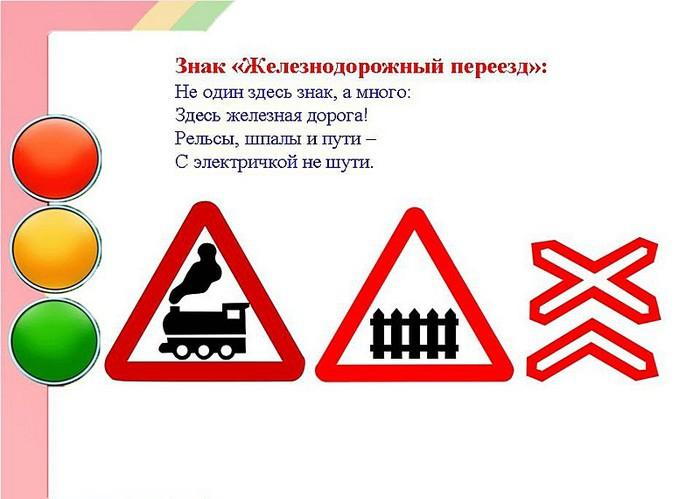 Знак «Железнодорожный переезд»:
Не один здесь знак, а много:
Здесь железная дорога!
Рельсы, шпалы и пути –
С электричкой не шути.